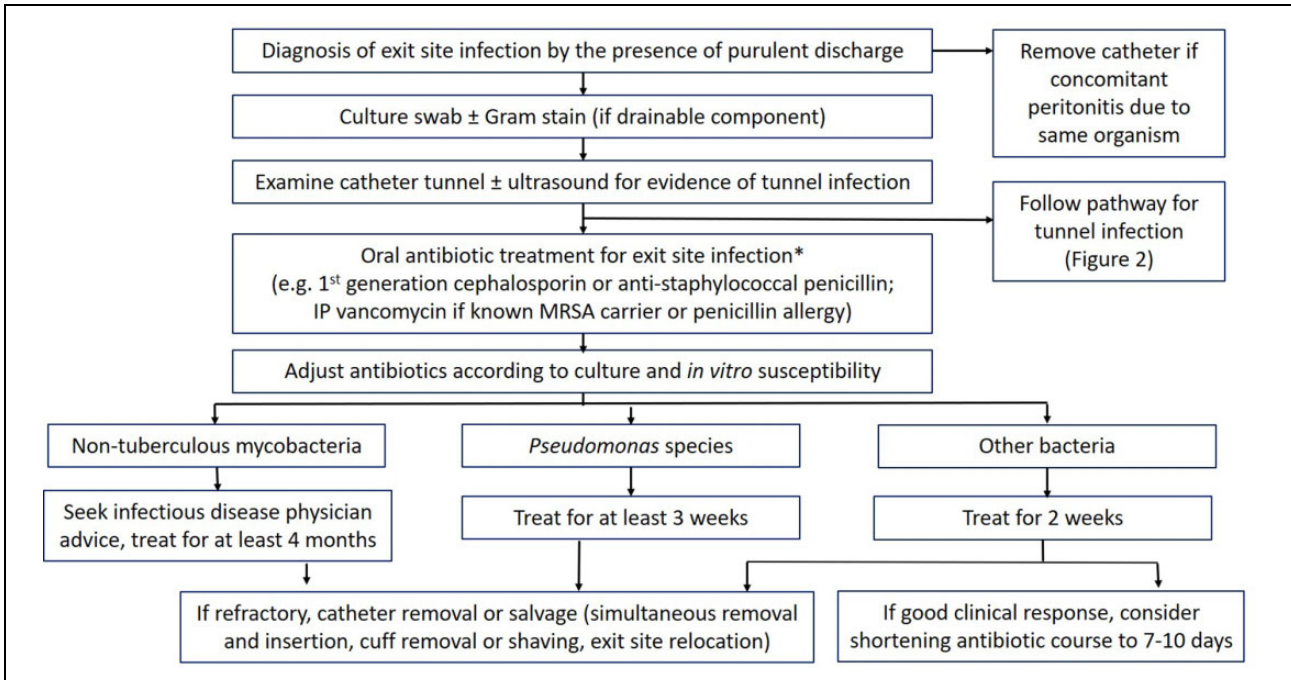 Diagnosis of exit site infection by the presence of purulent discharge
Remove catheter if
concomitant
peritonitis due to
same organism
Culture swab ± Gram stain (if drainable component)
Examine catheter tunnel ± ultrasound for evidence of tunnel infection
Follow pathway for
tunnel infection
(Figure 2)
Oral antibiotic treatment for exit site infection*
(e.g. 1st generation cephalosporin or anti-staphylococcal penicillin;
IP vancomycin if known MRSA carrier or penicillin allergy)
Adjust antibiotics according to culture and in vitro susceptibility
Non-tuberculous mycobacteria
Pseudomonas species
Other bacteria
Seek infectious disease physician
advice, treat for at least 4 months
Treat for at least 3 weeks
Treat for 2 weeks
If refractory, catheter removal or salvage (simultaneous removal
and insertion, cuff removal or shaving, exit site relocation)
If good clinical response, consider
shortening antibiotic course to 7-10 days